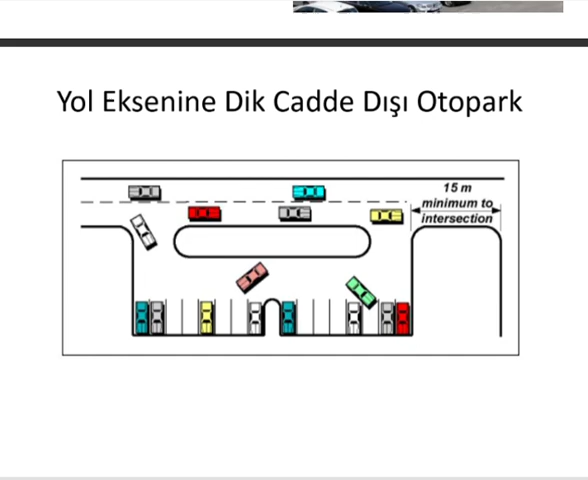 Yol Eksenine Dik Cadde Dışı Otopark
15 m
minimum to
intersection